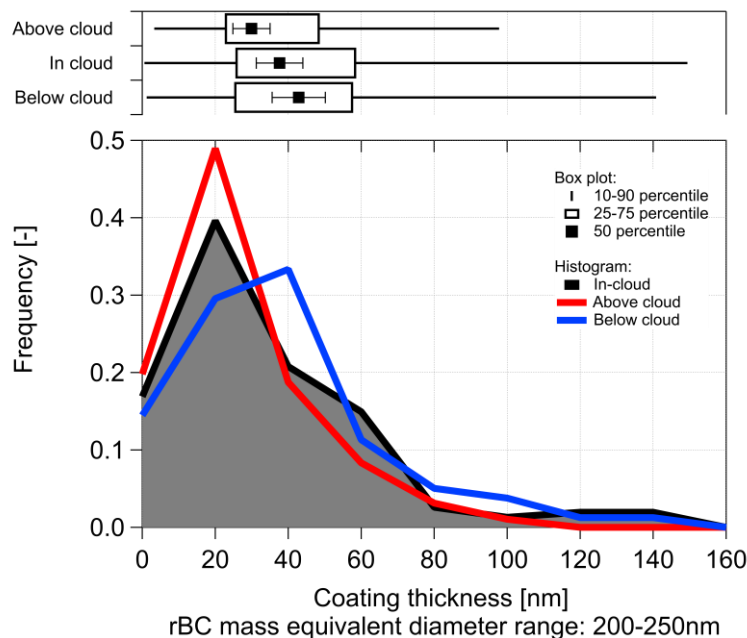 Above cloud
In cloud
Below cloud
0.5
0.4
0.3
0.2
0.1
0.0
Frequency [-]
Box plot:
10-90 percentile
25-75 percentile
50 percentile
Histogram:
In-cloud
Above cloud
Below cloud
0 20 40 60 80 100 120 140 160
Coating thickness [nm]
rBC mass equivalent diameter range: 200-250nm